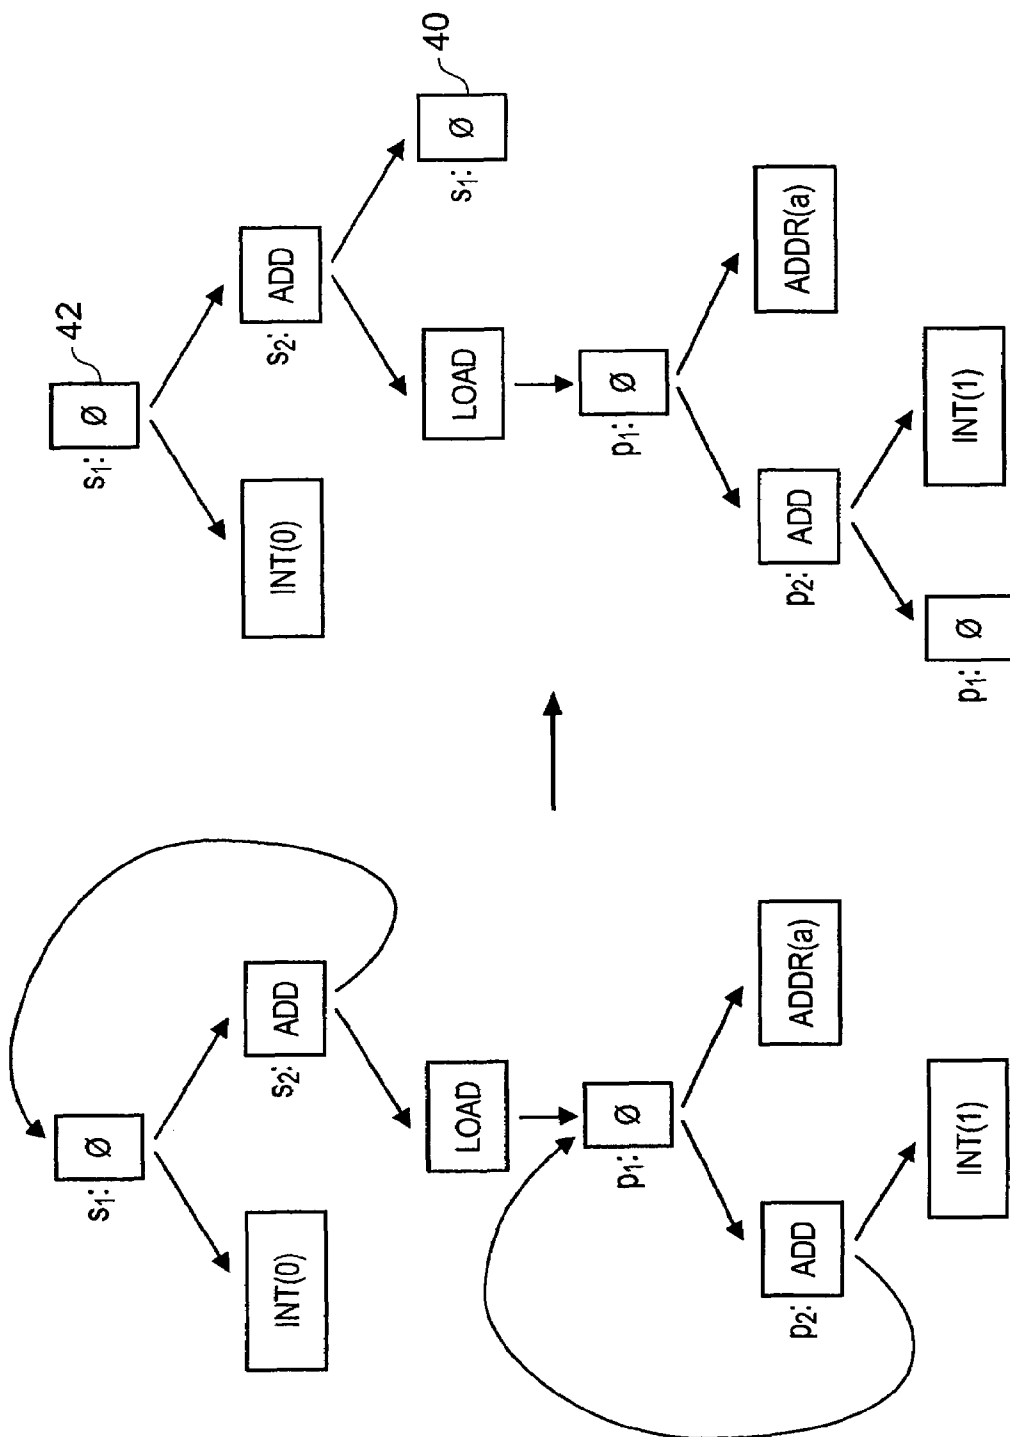 s₁: Ø
INT(0)
s₂: ADD
LOAD
p₁: Ø
p₂: ADD
ADDR(a)
INT(1)
s₁: Ø
42
INT(0)
s₂: ADD
LOAD
s₁: Ø
40
p₁: Ø
p₂: ADD
ADDR(a)
p₁: Ø
INT(1)